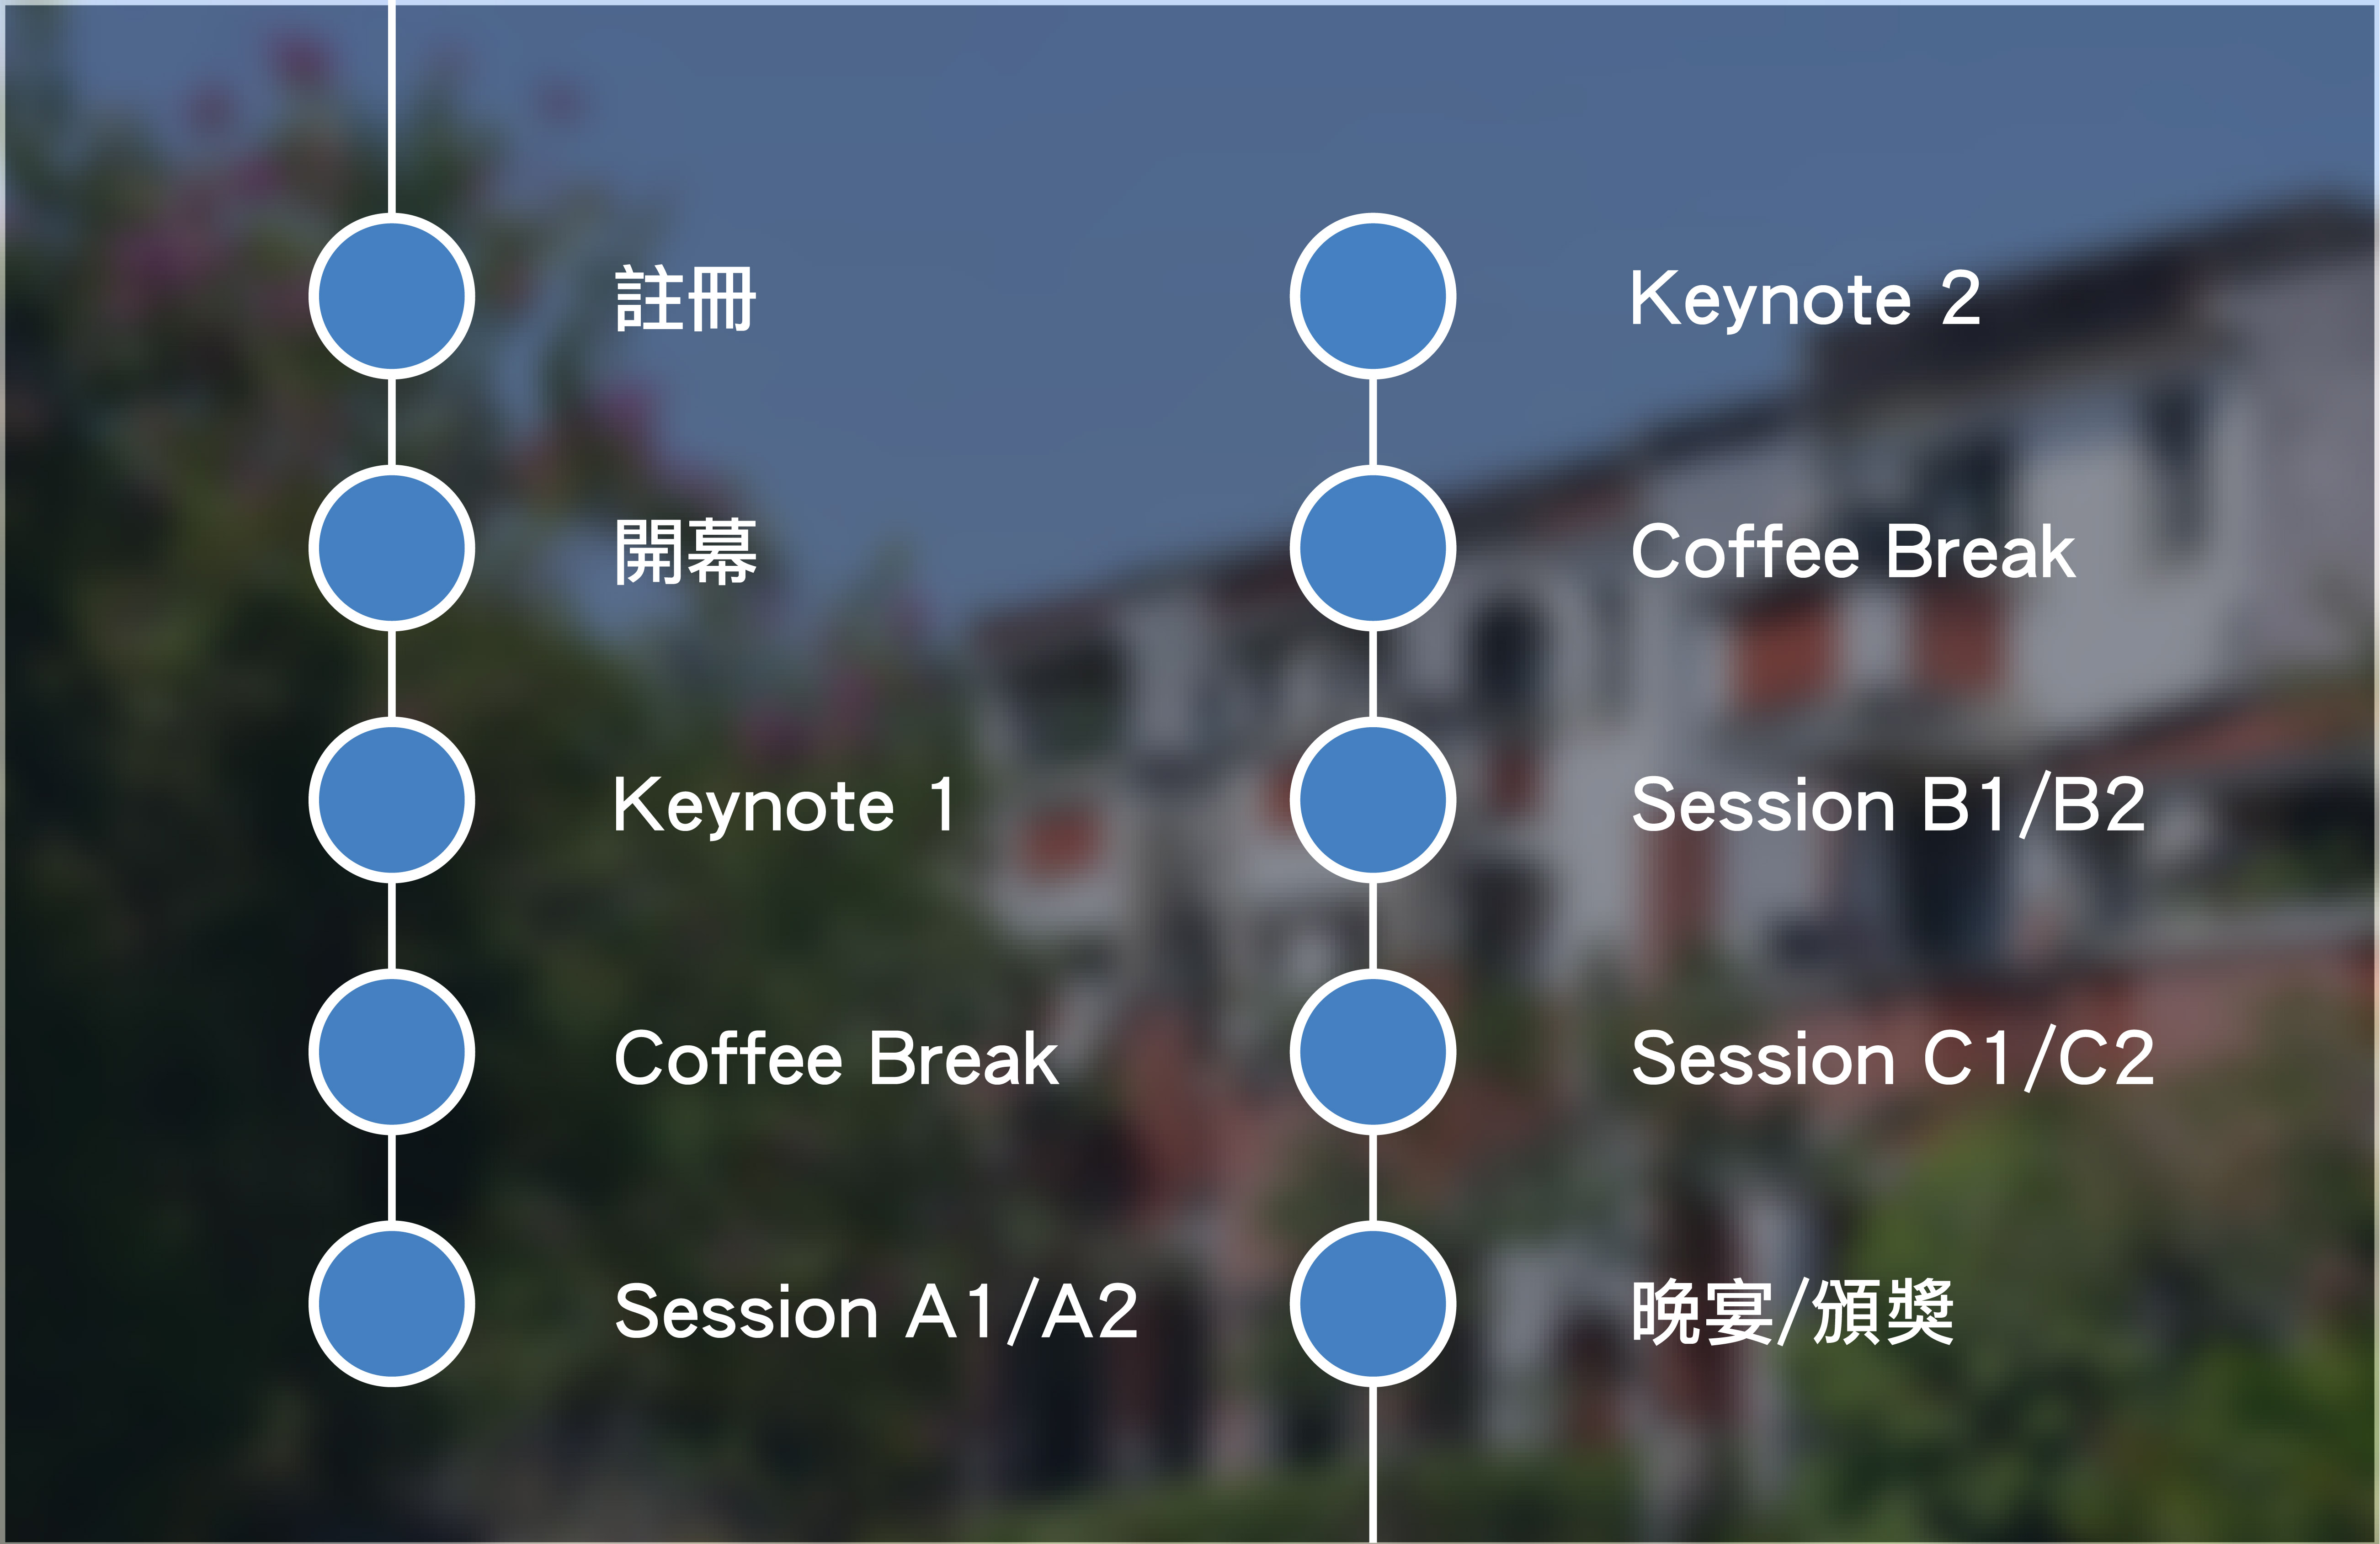 註冊
開幕
Keynote 1
Coffee Break
Session A1/A2
Keynote 2
Coffee Break
Session B1/B2
Session C1/C2
晚宴/頒獎